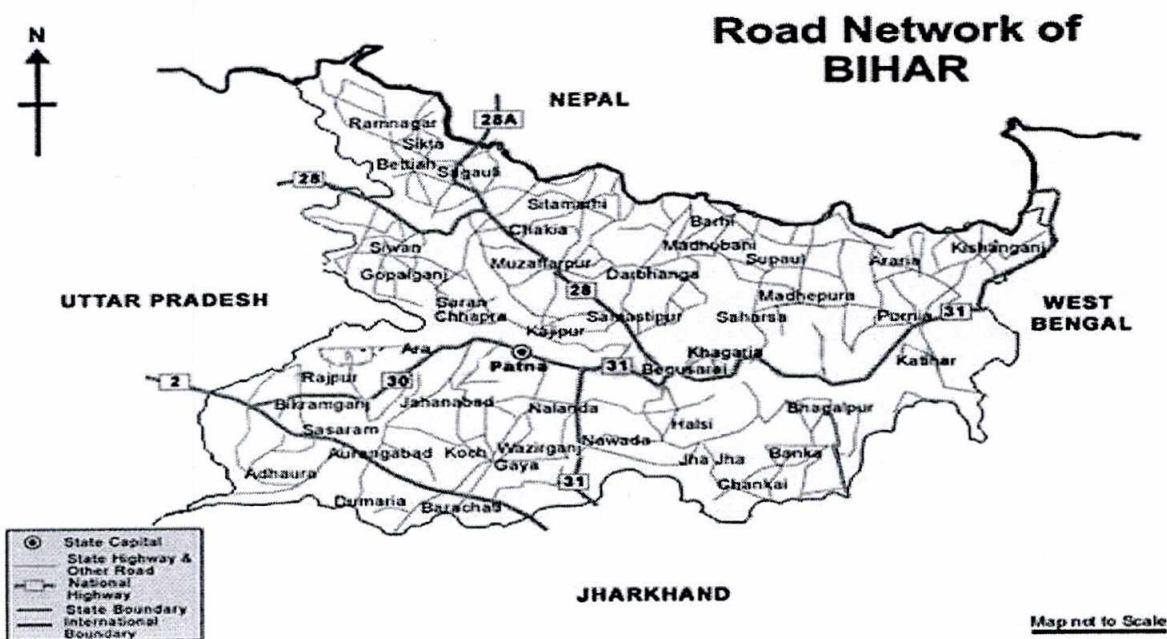 Road Network of
BIHAR
N
NEPAL
28A
Ramnagar
Sikta
Bettiah
Sugauli
28
Sitamarhi
Barhi
Chakia
Madhobani
Kishanganj
Siwan
Supaul
Araria
Muzaffarpur
Darbhanga
Gopalganj
28
UTTAR PRADESH
Saran
Madhepura
WEST
BENGAL
Chhapra
Samastipur
Saharsa
Purnia
31
Kajipur
Ara
Khagaria
Katihar
Patna
31
Begusarai
Rajpur
30
2
Bikramganj
Jahanabad
Nalanda
Bhagalpur
Sasaram
Halsi
Nawada
Aurangabad
Koch
Wazirganj
Banka
Gaya
Jha Jha
Adhaura
31
Chankai
Dumaria
Barachati
State Capital
State Highway &
Other Road
National
Highway
State Boundary
International
Boundary
JHARKHAND
Map not to Scale